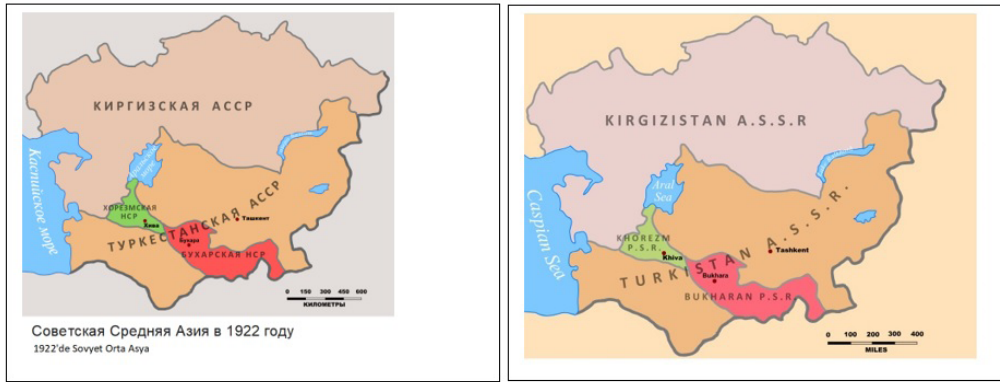 КИРГИЗСКАЯ АССР
Каспийское море
Аральское море
ХОРЕЗМСКАЯ
НСР
Хива
ТУРКЕСТАНСКАЯ АССР
Ташкент
Бухара
БУХАРСКАЯ НСР
0 150 300 450 600
КИЛОМЕТРЫ
Советская Средняя Азия в 1922 году
1922'de Sovyet Orta Asya
KIRGIZISTAN A.S.S.R
Caspian Sea
Aral
Sea
KHOREZM
P.S.R.
Khiva
TURKISTAN A.S.S.R.
Tashkent
Bukhara
BUKHARAN P.S.R.
0 100 200 300 400
MILES